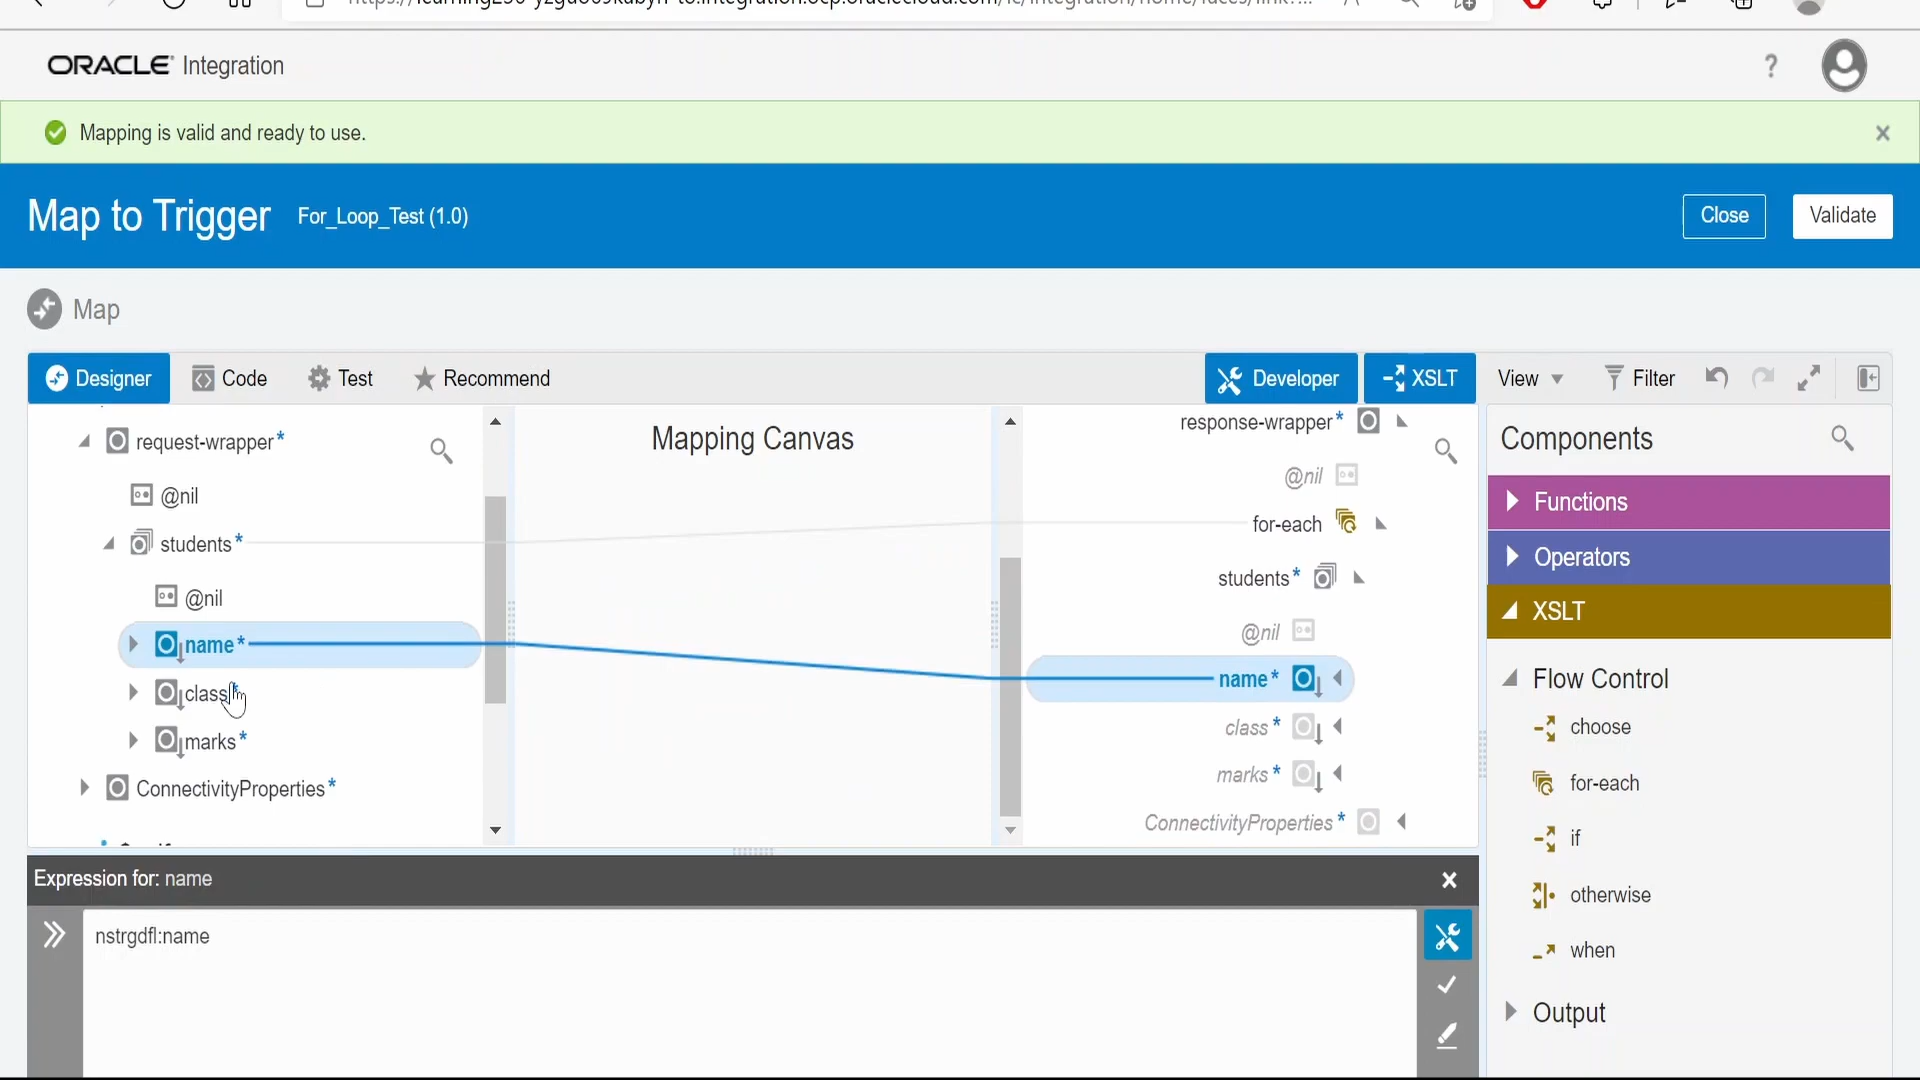 ORACLE Integration
?
Mapping is valid and ready to use.
Map to Trigger For_Loop_Test (1.0)
Close
Validate
Map
Designer
Code
Test
Recommend
Developer
XSLT
View
Filter
request-wrapper*
@nil
students*
@nil
name*
class
marks*
ConnectivityProperties*
Mapping Canvas
response-wrapper*
@nil
for-each
students*
@nil
name*
class*
marks*
ConnectivityProperties*
Components
Functions
Operators
XSLT
Flow Control
choose
for-each
if
otherwise
when
Output
Expression for: name
nstrgdfl:name